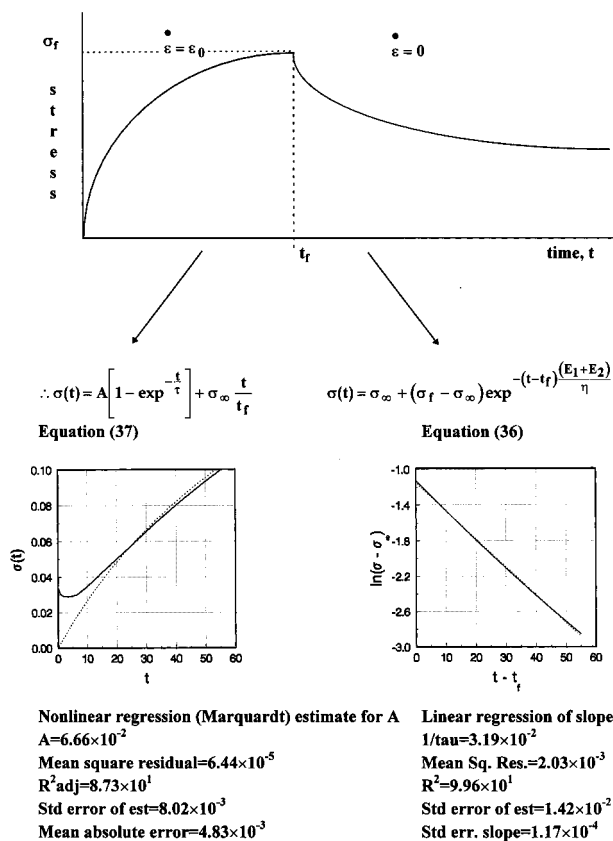 σf
ε̇ = ε0
ε̇ = 0
stress
tf
time, t
∴ σ(t) = A[1 − exp^(−t/τ)] + σ∞ t/tf
σ(t) = σ∞ + (σf − σ∞) exp^(−(t−tf)(E1+E2)/η)
Equation (37)
Equation (36)
0.10
0.08
0.06
0.04
0.02
0.00
σ(t)
0 10 20 30 40 50 60
t
-1.0
-1.4
-1.8
-2.2
-2.6
-3.0
ln(σ - σ∞)
0 10 20 30 40 50 60
t - tf
Nonlinear regression (Marquardt) estimate for A
A=6.66×10⁻²
Mean square residual=6.44×10⁻⁵
R²adj=8.73×10¹
Std error of est=8.02×10⁻³
Mean absolute error=4.83×10⁻³
Linear regression of slope
1/tau=3.19×10⁻²
Mean Sq. Res.=2.03×10⁻³
R²=9.96×10¹
Std error of est=1.42×10⁻²
Std err. slope=1.17×10⁻⁴